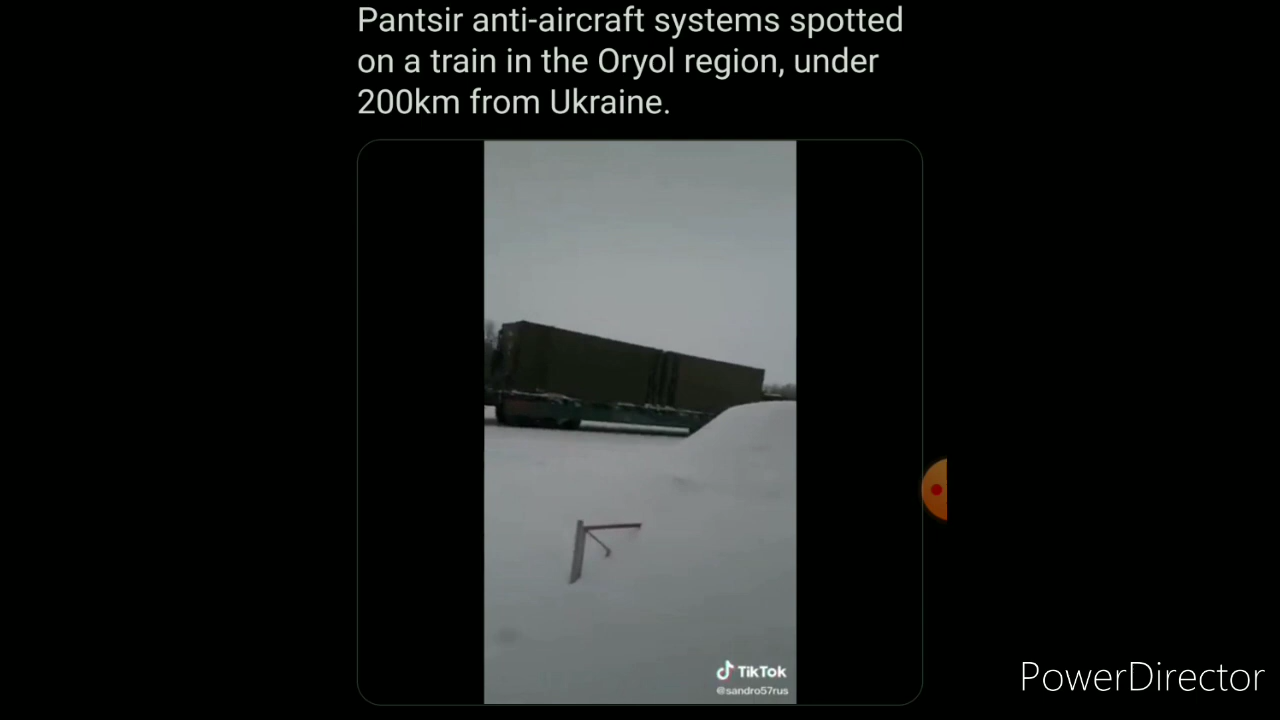 Pantsir anti-aircraft systems spotted
on a train in the Oryol region, under
200km from Ukraine.
TikTok
@sandro57rus
PowerDirector